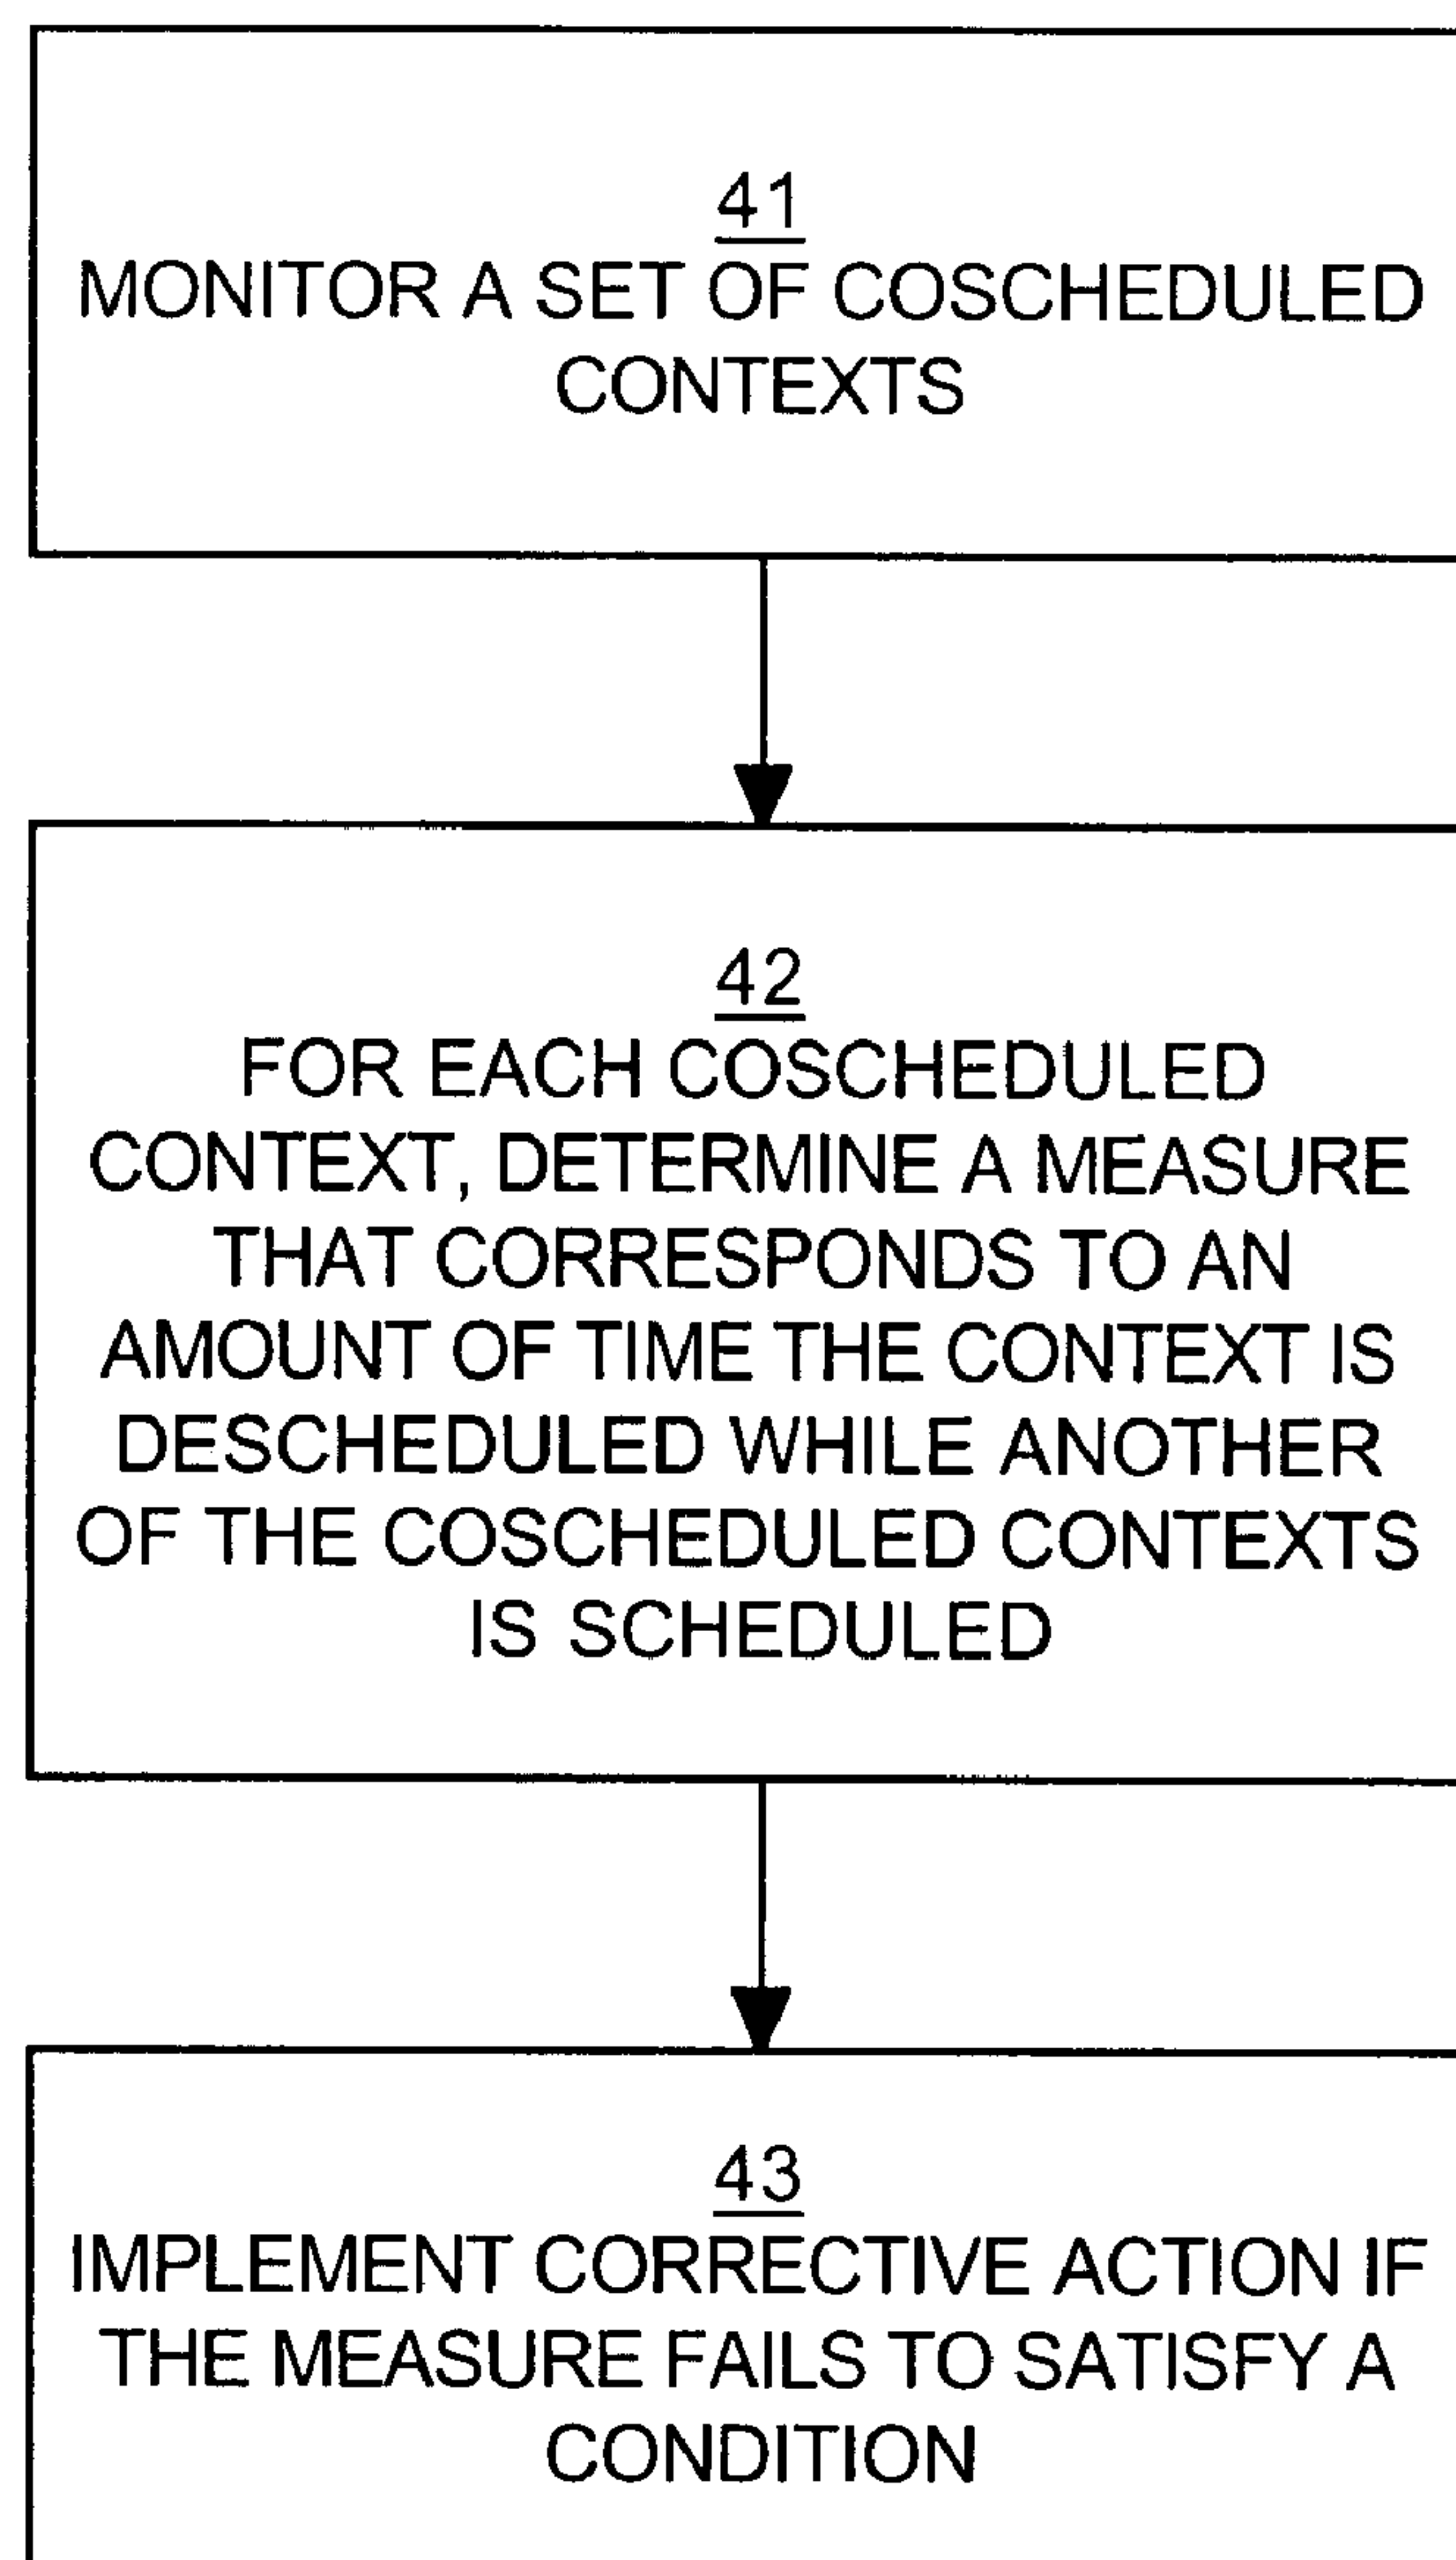 41
MONITOR A SET OF COSCHEDULED
CONTEXTS
42
FOR EACH COSCHEDULED
CONTEXT, DETERMINE A MEASURE
THAT CORRESPONDS TO AN
AMOUNT OF TIME THE CONTEXT IS
DESCHEDULED WHILE ANOTHER
OF THE COSCHEDULED CONTEXTS
IS SCHEDULED
43
IMPLEMENT CORRECTIVE ACTION IF
THE MEASURE FAILS TO SATISFY A
CONDITION